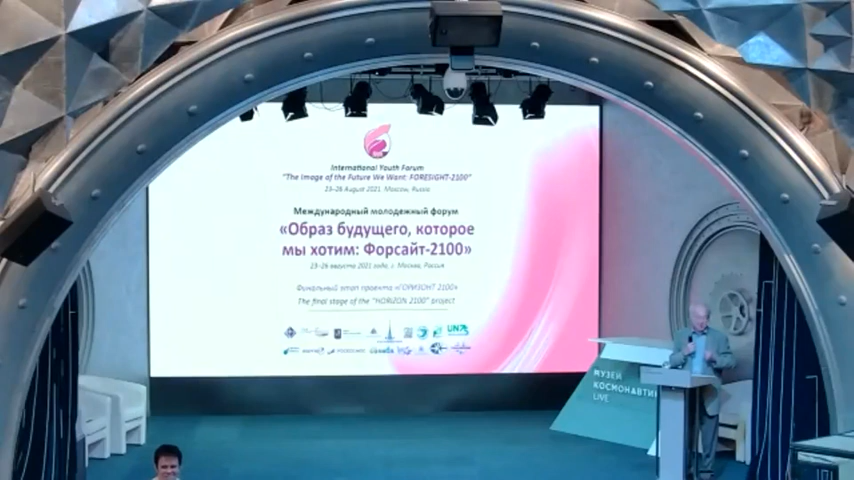 International Youth Forum
"The Image of the Future We Want: FORESIGHT-2100"
23-26 August 2021, Moscow, Russia
Международный молодежный форум
«Образ будущего, которое
мы хотим: Форсайт-2100»
23-26 августа 2021 года, г. Москва, Россия
Финальный этап проекта «ГОРИЗОНТ 2100»
The final stage of the "HORIZON 2100" project
МУЗЕЙ
КОСМОНАВТИК
LIVE